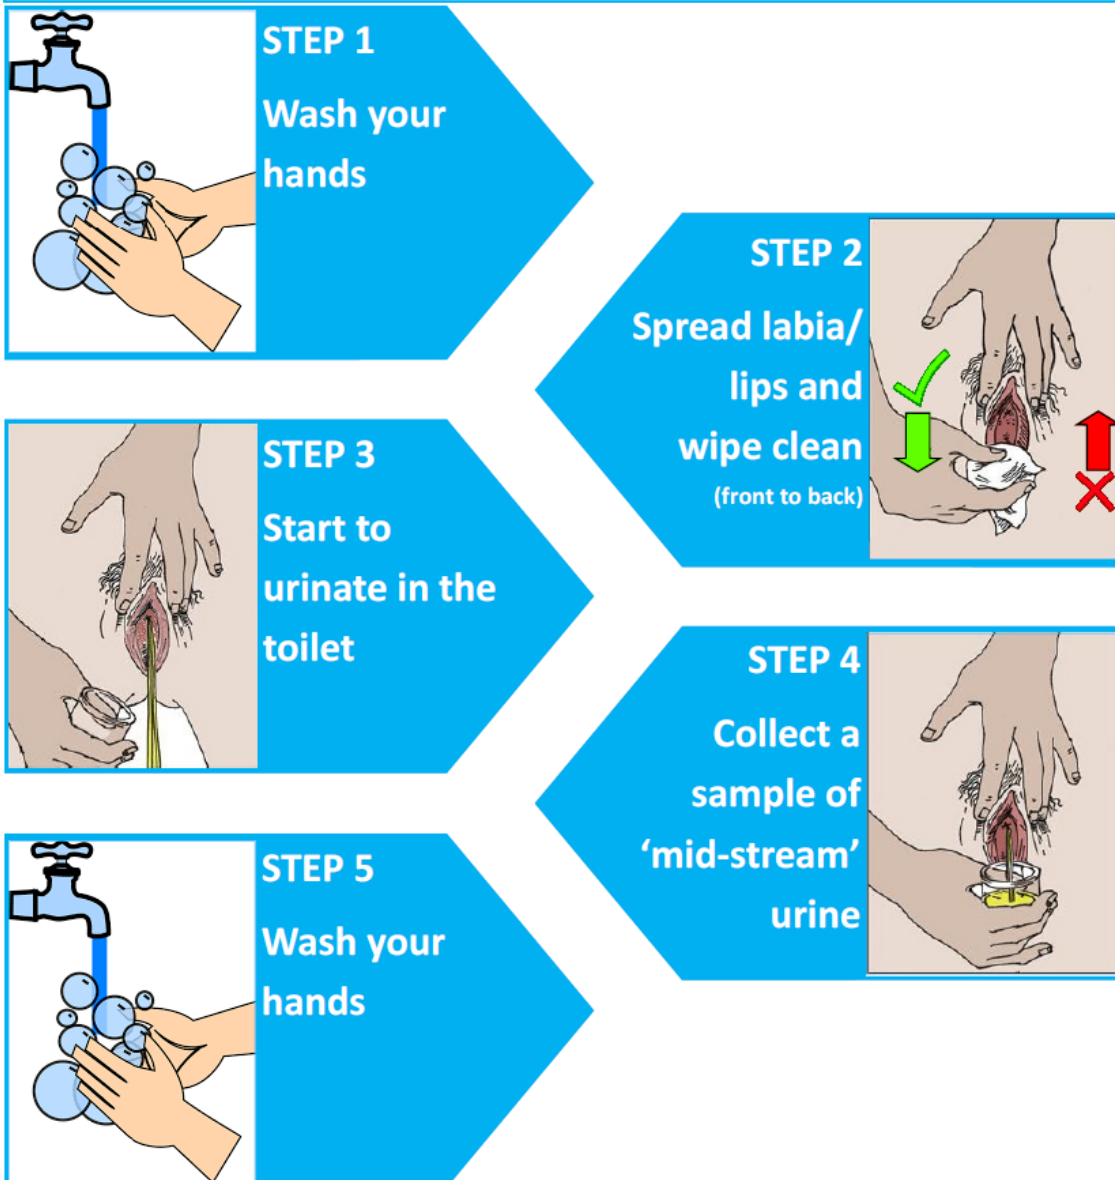 STEP 1
Wash your
hands
STEP 2
Spread labia/
lips and
wipe clean
(front to back)
STEP 3
Start to
urinate in the
toilet
STEP 4
Collect a
sample of
‘mid-stream’
urine
STEP 5
Wash your
hands